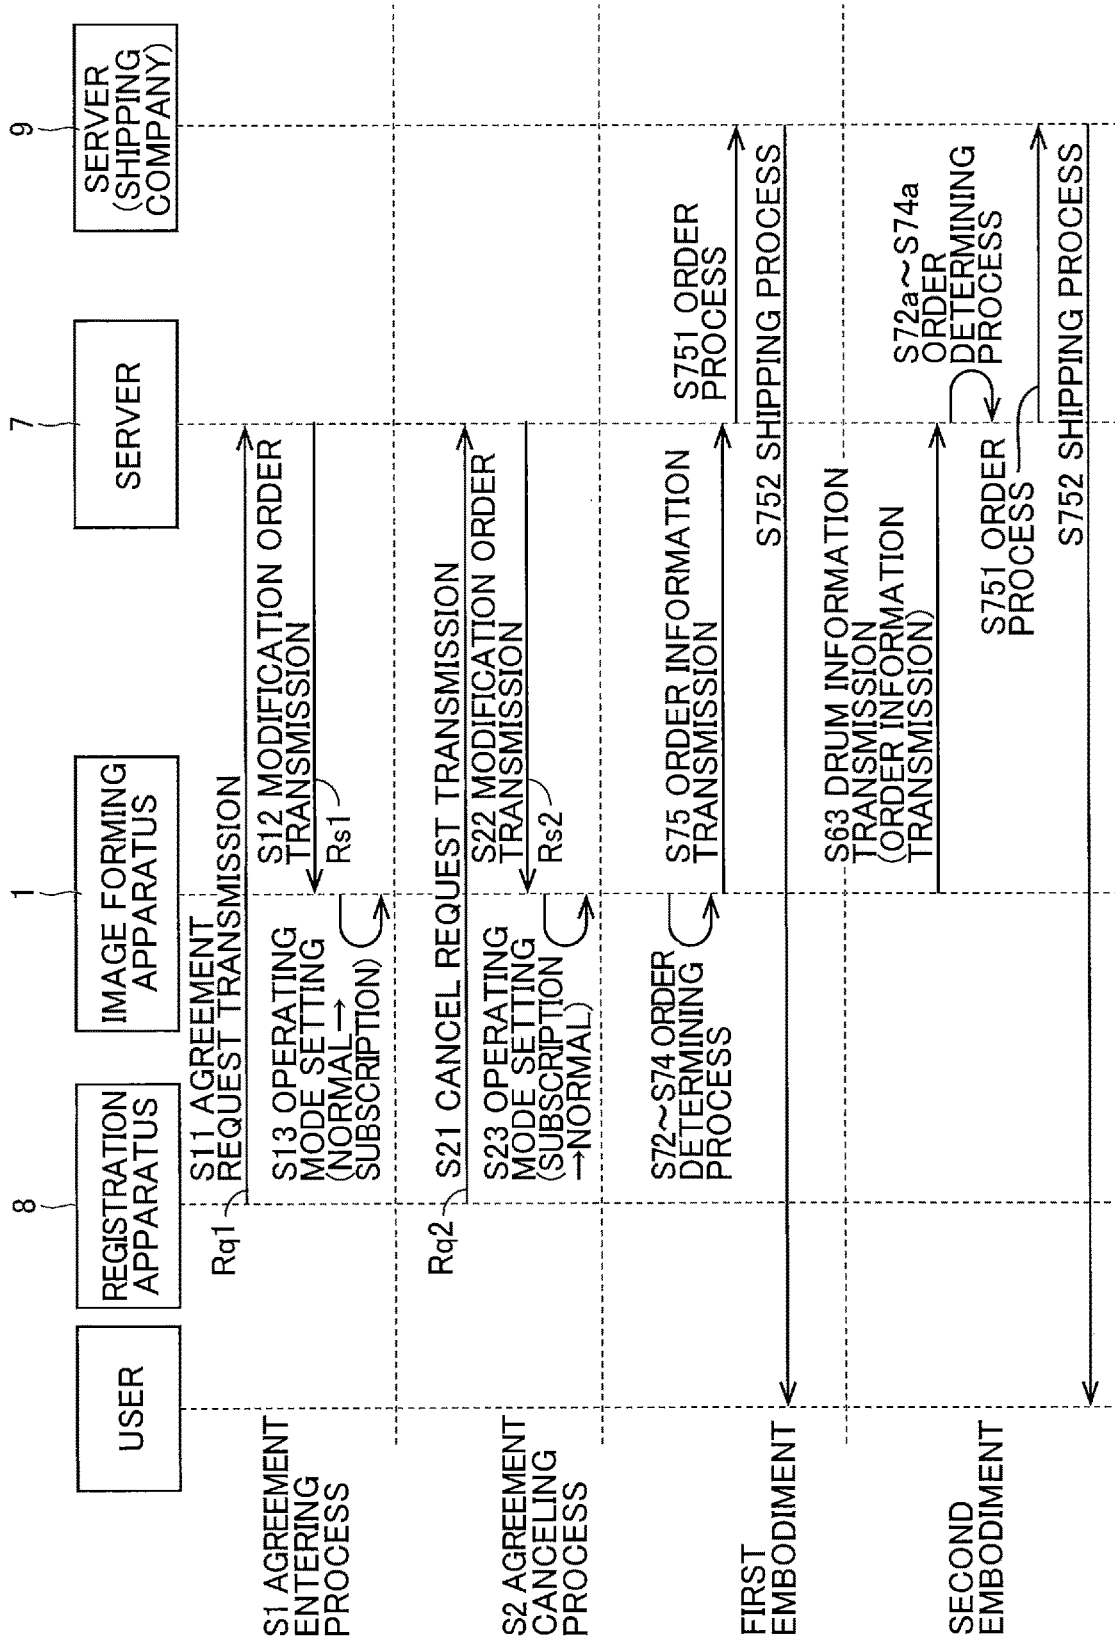 USER
REGISTRATION
APPARATUS
8
IMAGE FORMING
APPARATUS
1
SERVER
7
SERVER
(SHIPPING
COMPANY)
9
S1 AGREEMENT
ENTERING
PROCESS
S11 AGREEMENT
REQUEST TRANSMISSION
Rq1
S12 MODIFICATION ORDER
TRANSMISSION
Rs1
S13 OPERATING
MODE SETTING
(NORMAL→
SUBSCRIPTION)
S2 AGREEMENT
CANCELING
PROCESS
S21 CANCEL REQUEST TRANSMISSION
Rq2
S22 MODIFICATION ORDER
TRANSMISSION
Rs2
S23 OPERATING
MODE SETTING
(SUBSCRIPTION
→NORMAL)
FIRST
EMBODIMENT
S72~S74 ORDER
DETERMINING
PROCESS
S75 ORDER INFORMATION
TRANSMISSION
S751 ORDER
PROCESS
S752 SHIPPING PROCESS
SECOND
EMBODIMENT
S63 DRUM INFORMATION
TRANSMISSION
(ORDER INFORMATION
TRANSMISSION)
S72a~S74a
ORDER
DETERMINING
PROCESS
S751 ORDER
PROCESS
S752 SHIPPING PROCESS